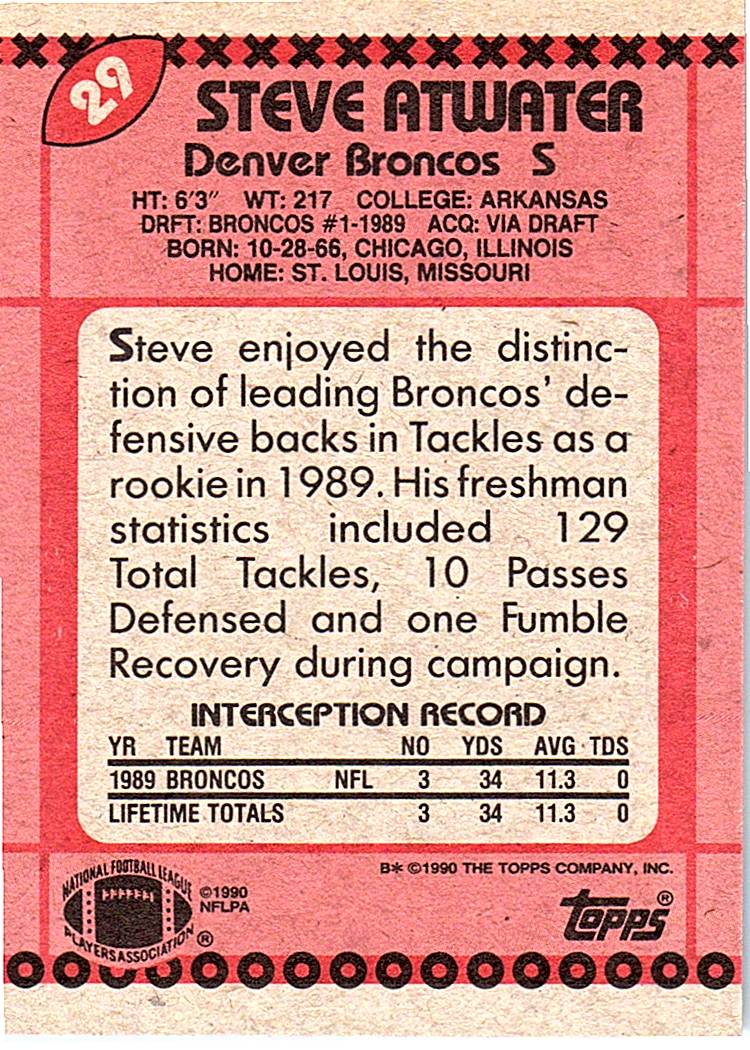 29
STEVE ATWATER
Denver Broncos S
HT: 6'3" WT: 217 COLLEGE: ARKANSAS
DRFT: BRONCOS #1-1989 ACQ: VIA DRAFT
BORN: 10-28-66, CHICAGO, ILLINOIS
HOME: ST. LOUIS, MISSOURI
Steve enjoyed the distinc-
tion of leading Broncos' de-
fensive backs in Tackles as a
rookie in 1989. His freshman
statistics included 129
Total Tackles, 10 Passes
Defensed and one Fumble
Recovery during campaign.
INTERCEPTION RECORD
YR TEAM NO YDS AVG TDS
1989 BRONCOS NFL 3 34 11.3 0
LIFETIME TOTALS 3 34 11.3 0
B* ©1990 THE TOPPS COMPANY, INC.
NATIONAL FOOTBALL LEAGUE
PLAYERS ASSOCIATION ®
©1990
NFLPA
topps®